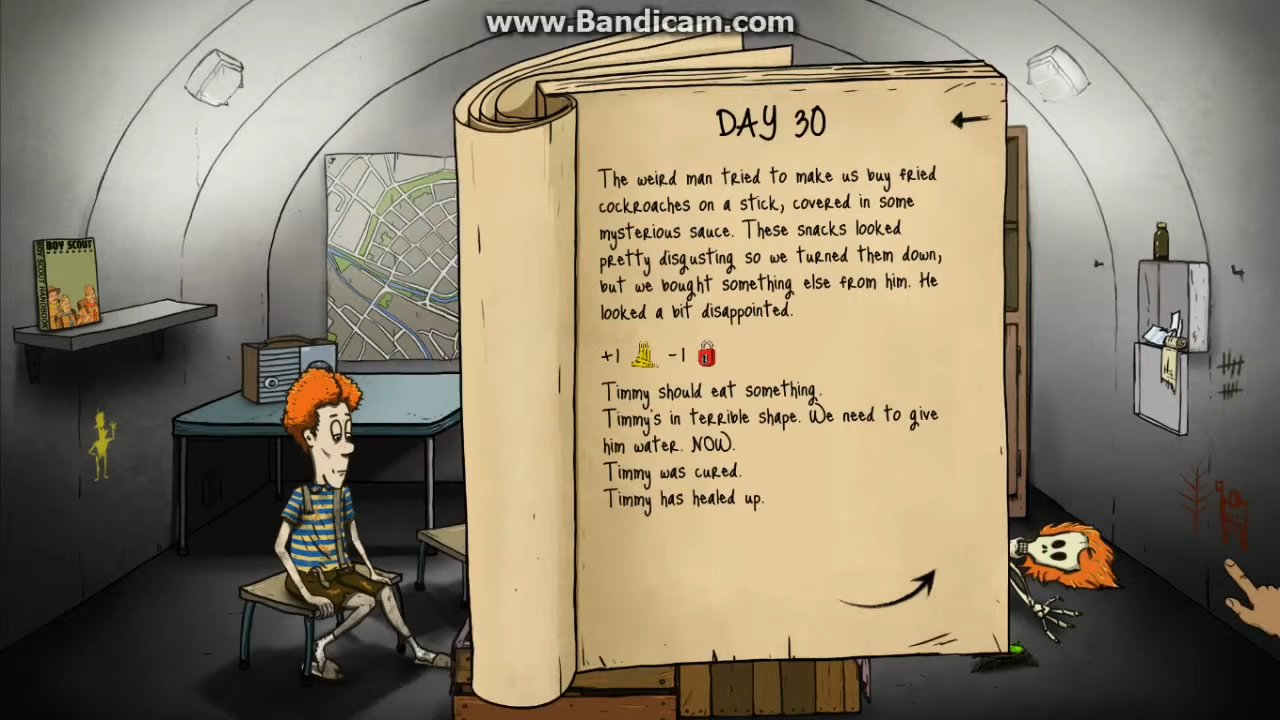 www.Bandicam.com
DAY 30
The weird man tried to make us buy fried
cockroaches on a stick, covered in some
mysterious sauce. These snacks looked
pretty disgusting so we turned them down,
but we bought something else from him. He
looked a bit disappointed.
+1 -1
Timmy should eat something.
Timmy's in terrible shape. We need to give
him water. NOW.
Timmy was cured.
Timmy has healed up.
BOY SCOUT
BOY SCOUT HANDBOOK